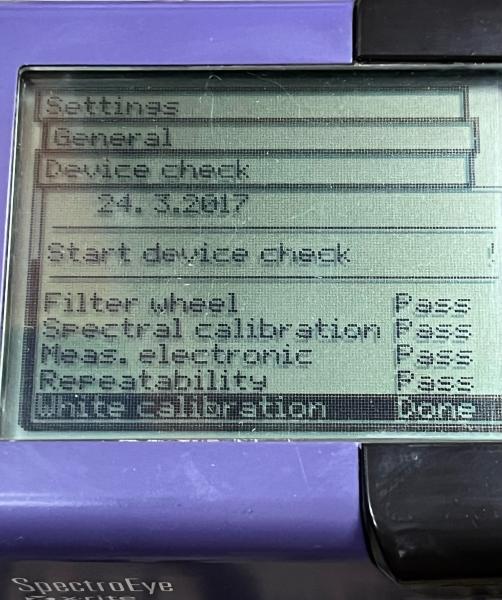 Settings
General
Device check
24. 3.2017
Start device check !
Filter wheel Pass
Spectral calibration Pass
Meas. electronic Pass
Repeatability Pass
White calibration Done
SpectroEye
x-rite